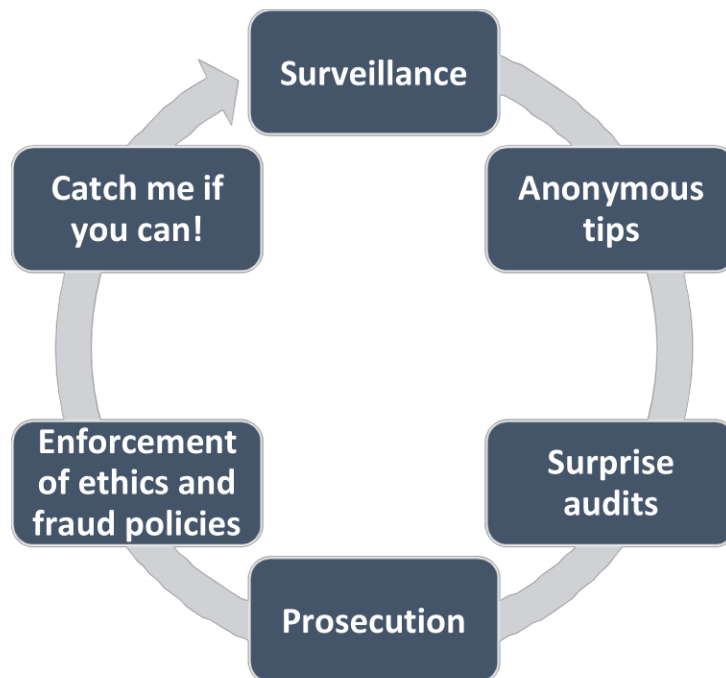 Surveillance
Anonymous
tips
Surprise
audits
Prosecution
Enforcement
of ethics and
fraud policies
Catch me if
you can!